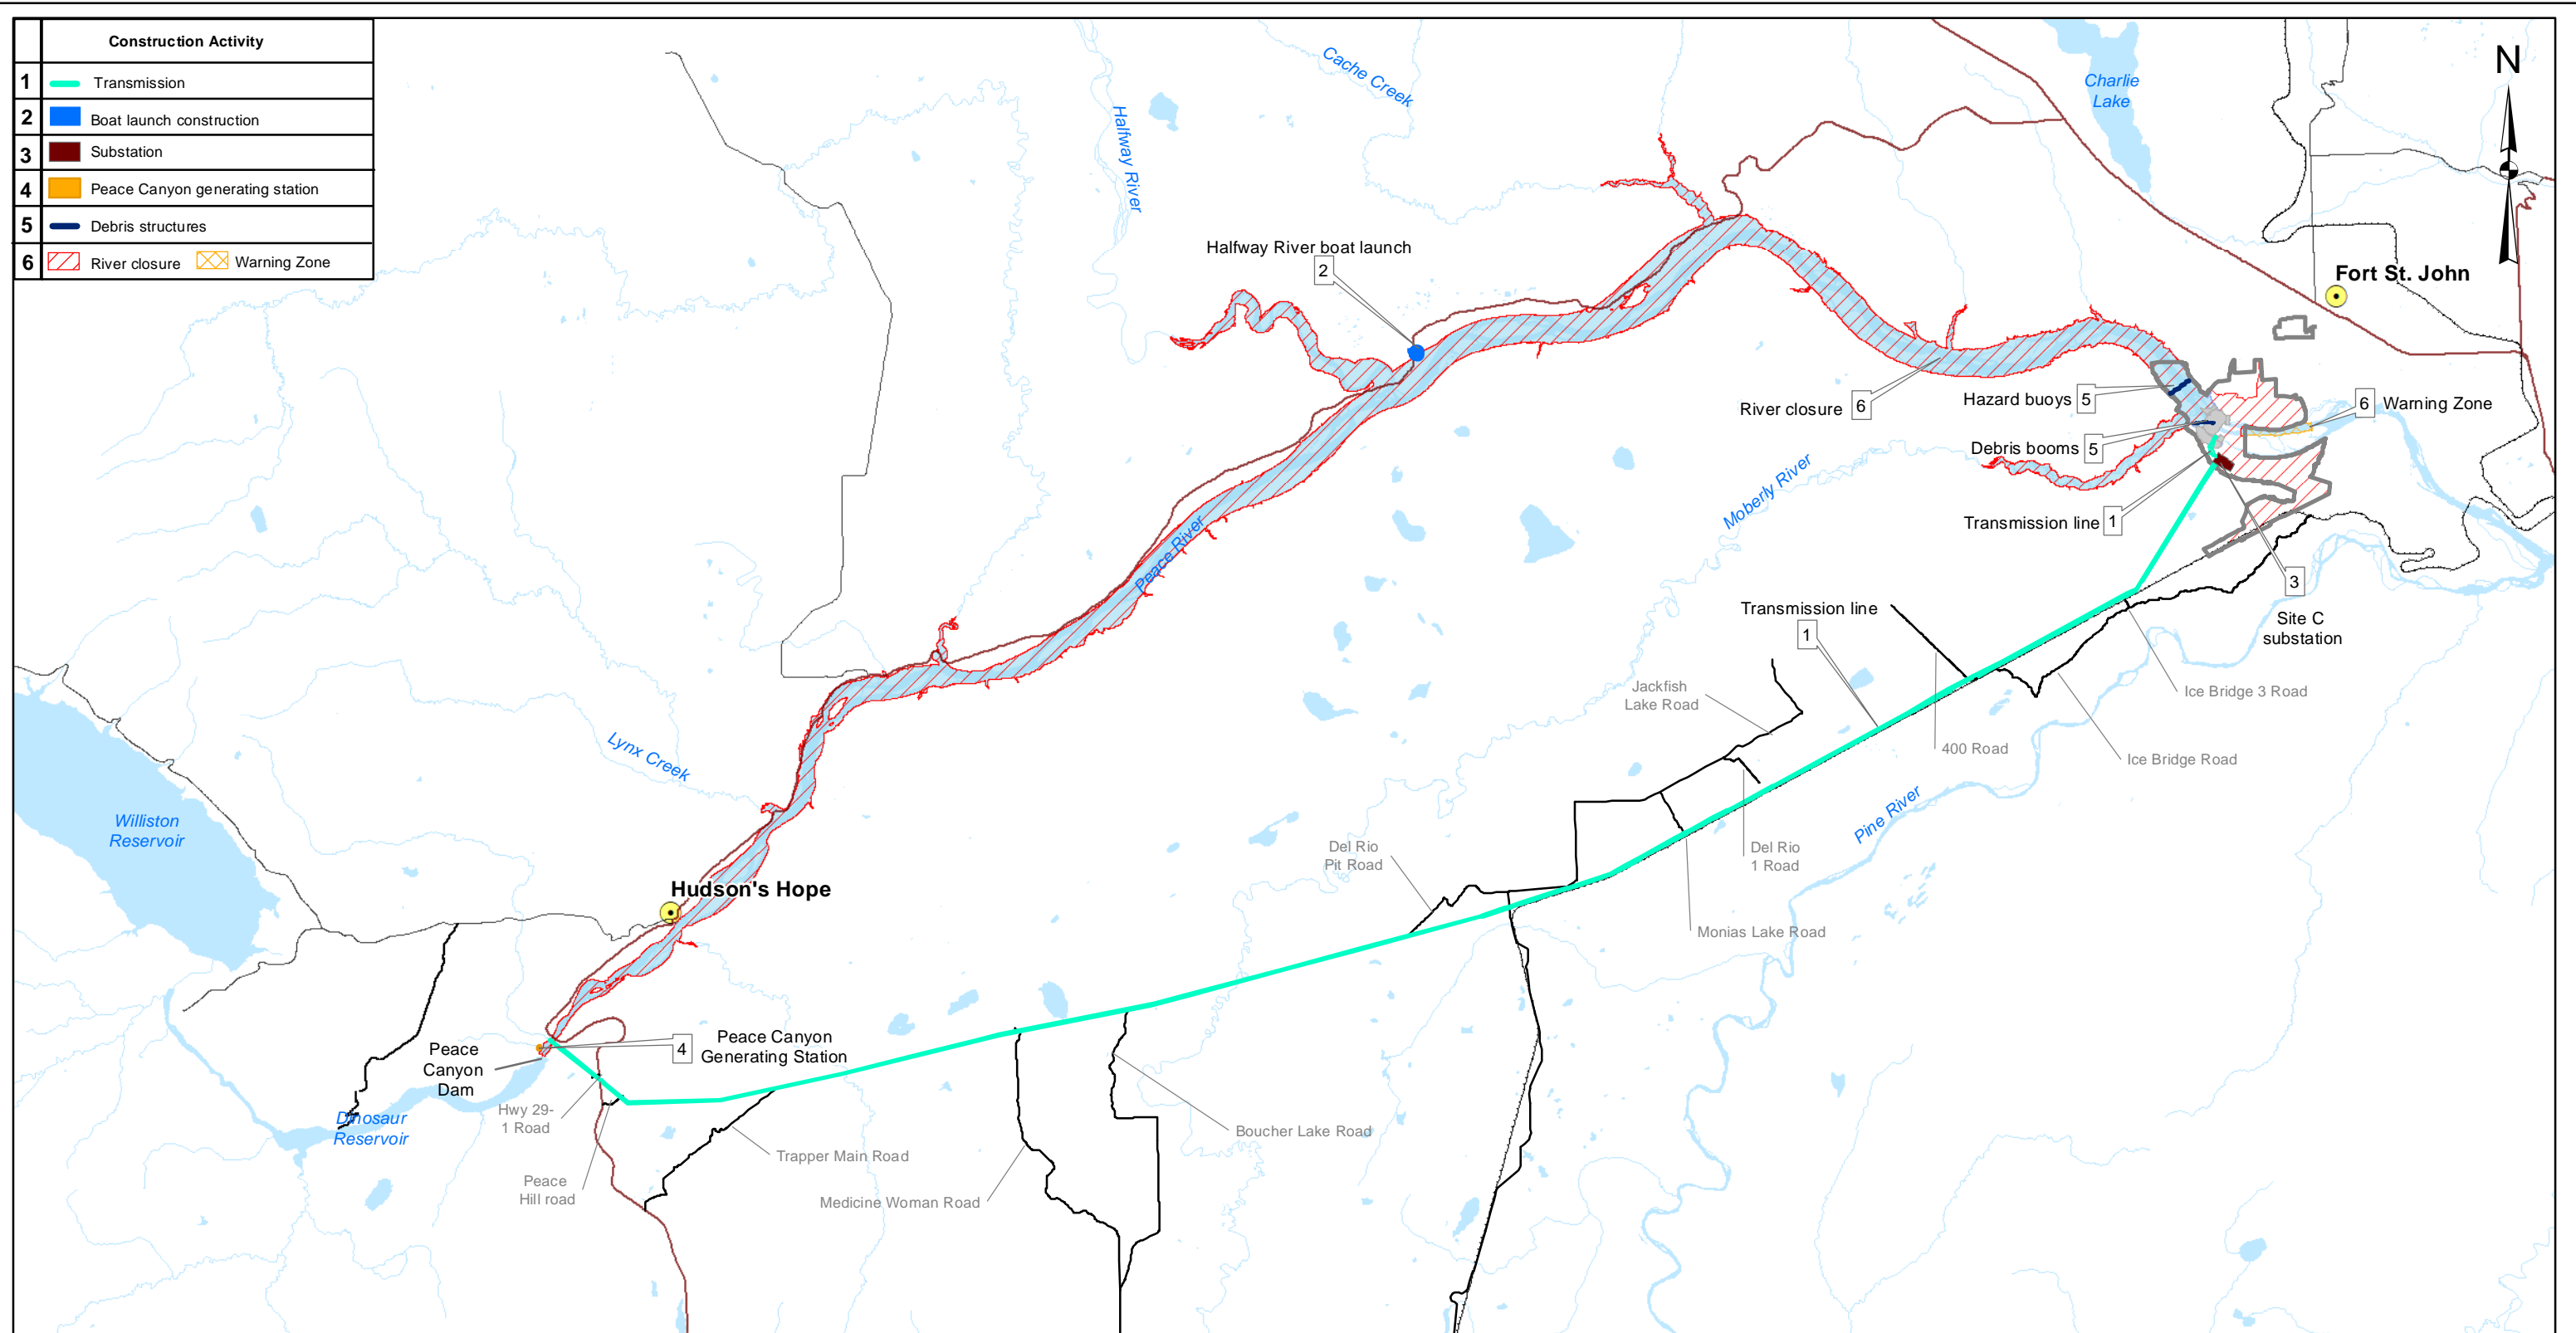 Construction Activity
1 Transmission
2 Boat launch construction
3 Substation
4 Peace Canyon generating station
5 Debris structures
6 River closure Warning Zone
N
Cache Creek
Halfway River
Charlie
Lake
Halfway River boat launch
2
Fort St. John
River closure 6
Hazard buoys 5
6 Warning Zone
Debris booms 5
Moberly River
Transmission line 1
Peace River
3
Site C
substation
Transmission line
1
Jackfish
Lake Road
Ice Bridge 3 Road
400 Road
Ice Bridge Road
Lynx Creek
Williston
Reservoir
Pine River
Del Rio
Pit Road
Del Rio
1 Road
Hudson's Hope
Monias Lake Road
4
Peace Canyon
Generating Station
Peace
Canyon
Dam
Hwy 29-
1 Road
Dinosaur
Reservoir
Boucher Lake Road
Trapper Main Road
Peace
Hill road
Medicine Woman Road